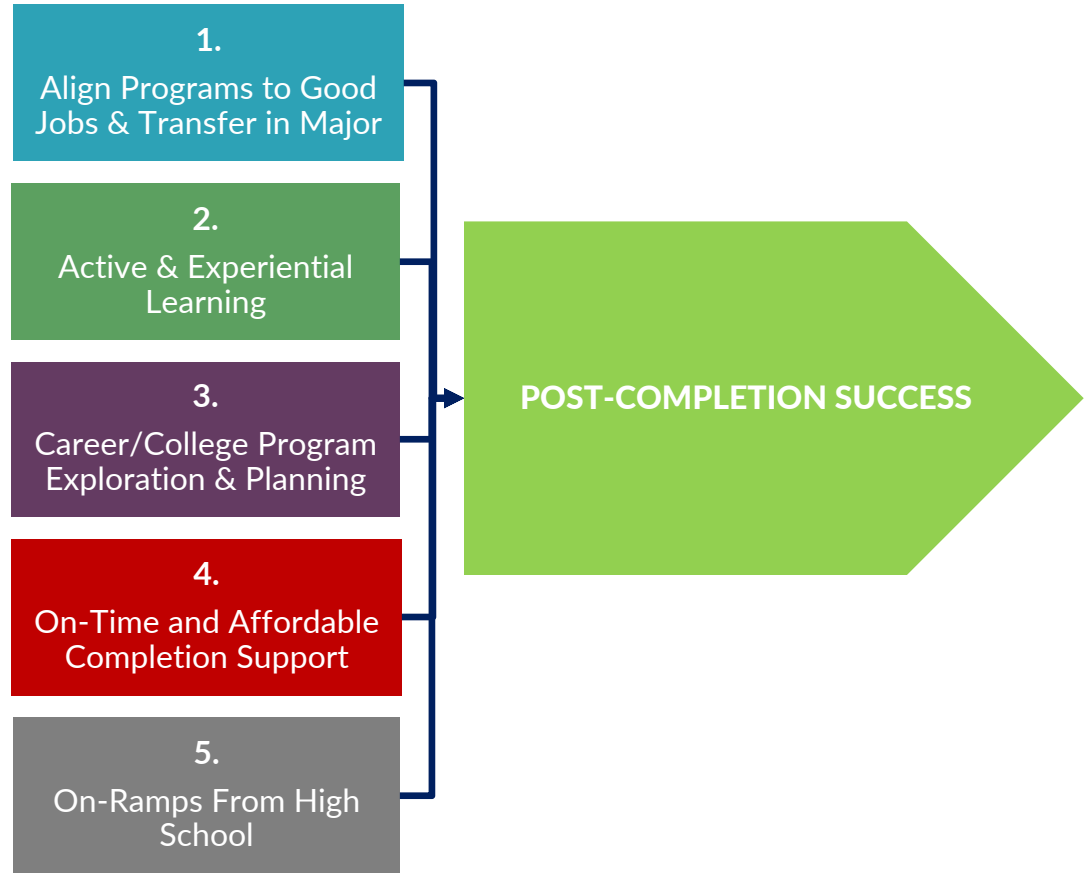 1.
Align Programs to Good
Jobs & Transfer in Major
2.
Active & Experiential
Learning
3.
Career/College Program
Exploration & Planning
4.
On-Time and Affordable
Completion Support
5.
On-Ramps From High
School
POST-COMPLETION SUCCESS